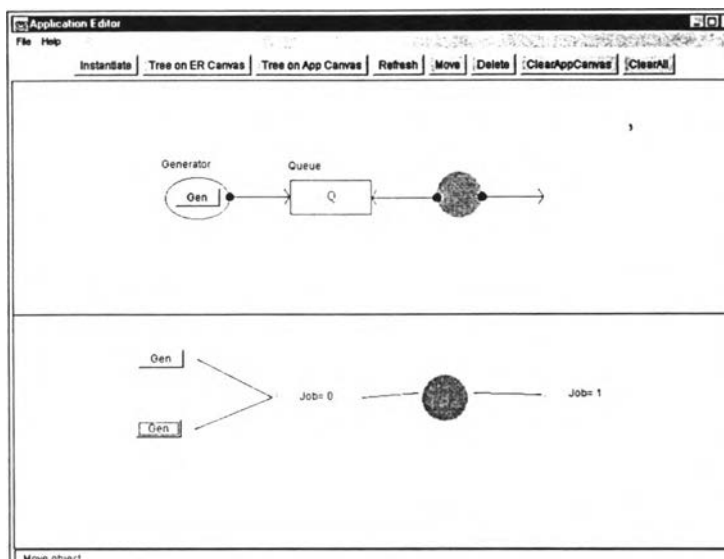 Application Editor
File Help
Instantiate Tree on ER Canvas Tree on App Canvas Refresh Move Delete ClearAppCanvas ClearAll
Generator Queue
Gen Q
Gen
Job= 0 Job= 1
Gen
Move object